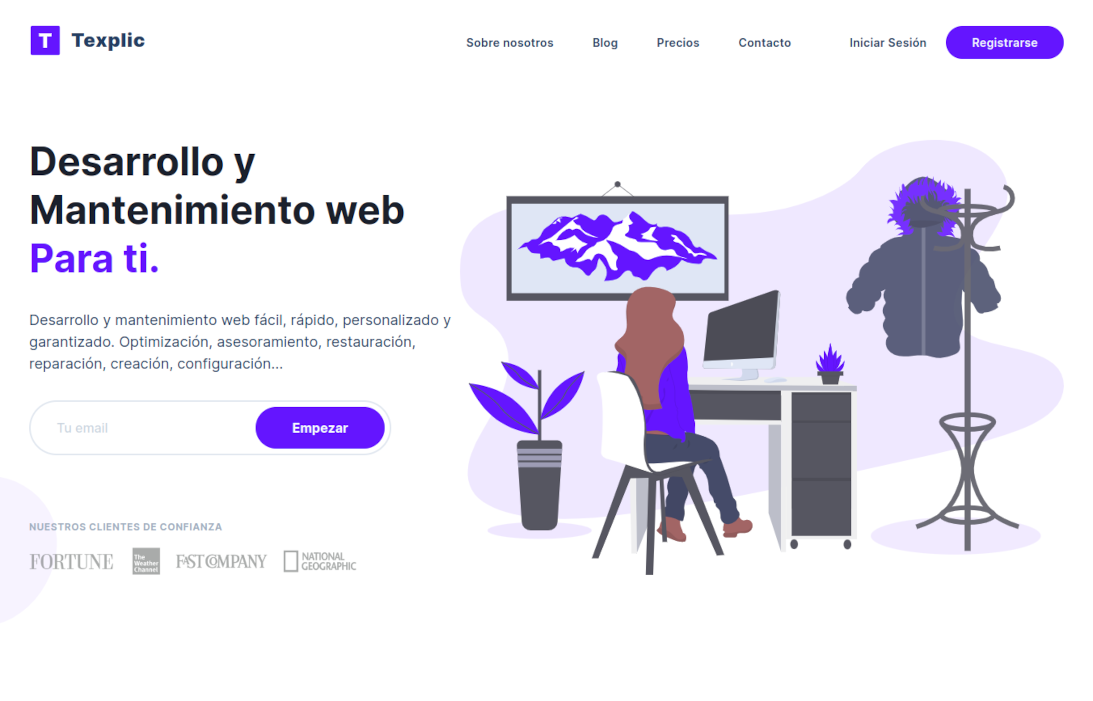 T Texplic
Sobre nosotros Blog Precios Contacto Iniciar Sesión Registrarse
Desarrollo y
Mantenimiento web
Para ti.
Desarrollo y mantenimiento web fácil, rápido, personalizado y
garantizado. Optimización, asesoramiento, restauración,
reparación, creación, configuración...
Tu email Empezar
NUESTROS CLIENTES DE CONFIANZA
FORTUNE
The
Weather
Channel
FAST COMPANY
NATIONAL
GEOGRAPHIC